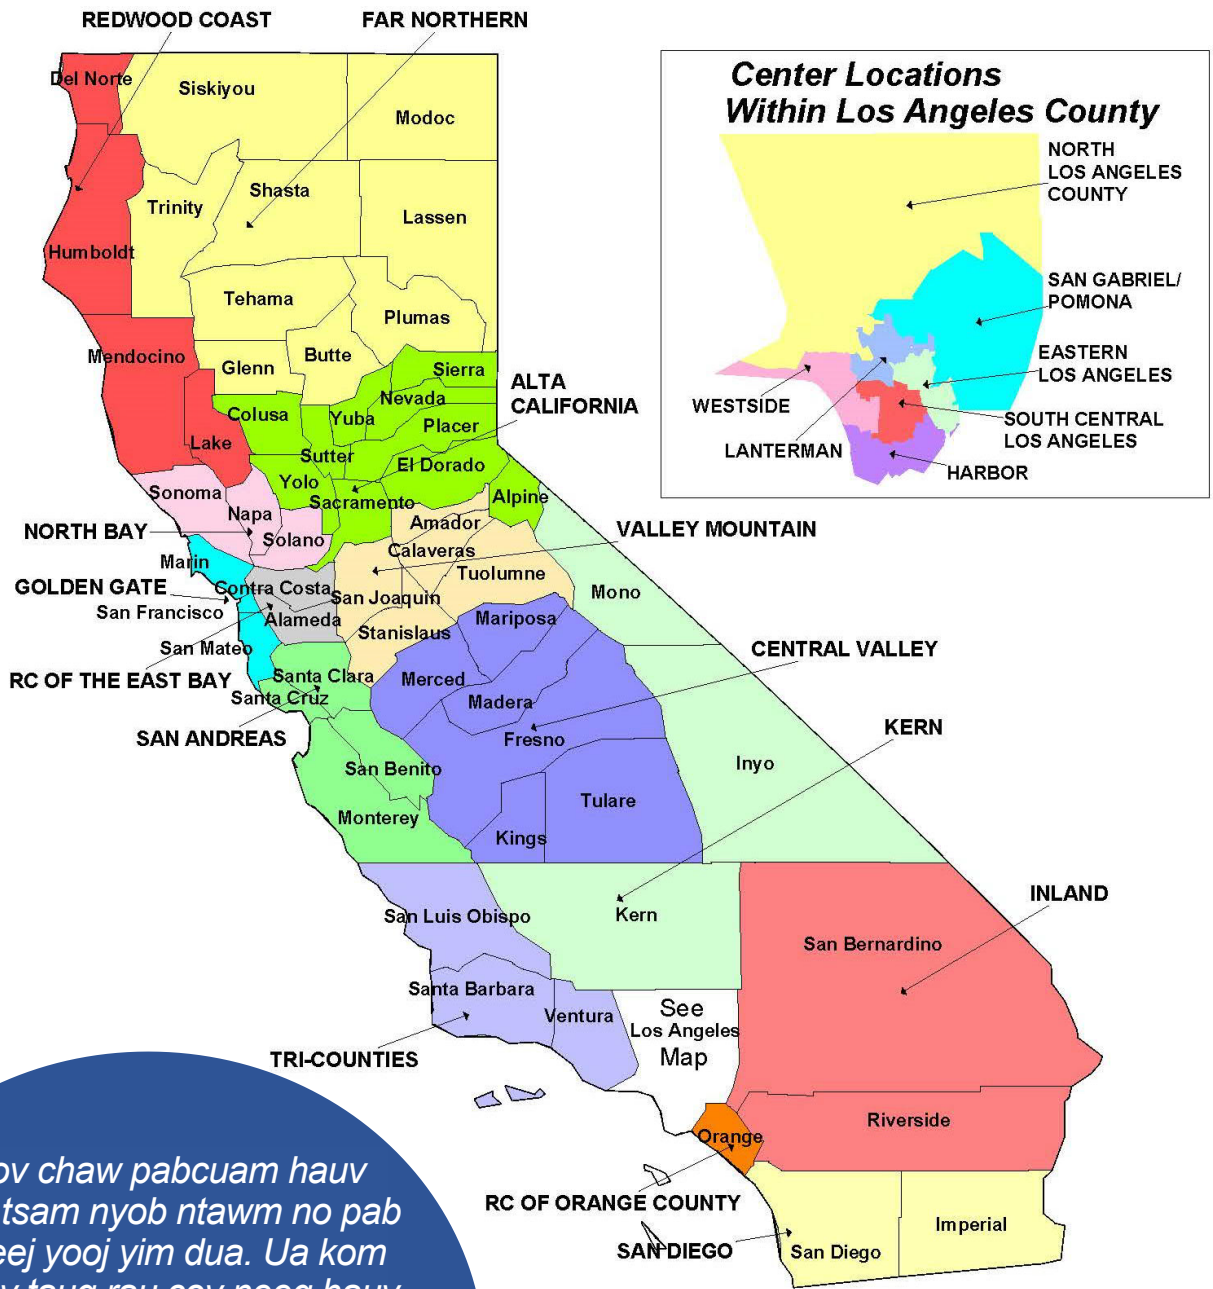 REDWOOD COAST
FAR NORTHERN
Del Norte
Siskiyou
Modoc
Trinity
Shasta
Lassen
Humboldt
Tehama
Plumas
Mendocino
Glenn
Butte
Sierra
Nevada
Colusa
Yuba
Placer
Lake
Sutter
El Dorado
Yolo
Sacramento
Alpine
ALTA
CALIFORNIA
Sonoma
Napa
Solano
Amador
Calaveras
Tuolumne
NORTH BAY
VALLEY MOUNTAIN
Marin
GOLDEN GATE
Contra Costa
San Joaquin
Mono
San Francisco
Alameda
Stanislaus
Mariposa
San Mateo
CENTRAL VALLEY
RC OF THE EAST BAY
Santa Clara
Merced
Madera
Santa Cruz
SAN ANDREAS
Fresno
KERN
San Benito
Inyo
Monterey
Tulare
Kings
San Luis Obispo
Kern
INLAND
San Bernardino
Santa Barbara
Ventura
See
Los Angeles
Map
TRI-COUNTIES
Riverside
Orange
RC OF ORANGE COUNTY
SAN DIEGO
San Diego
Imperial
Center Locations
Within Los Angeles County
NORTH
LOS ANGELES
COUNTY
SAN GABRIEL/
POMONA
EASTERN
LOS ANGELES
WESTSIDE
SOUTH CENTRAL
LOS ANGELES
LANTERMAN
HARBOR
chaw pabcuam hauv
tsam nyob ntawm no pab
yooj yim dua. Ua kom